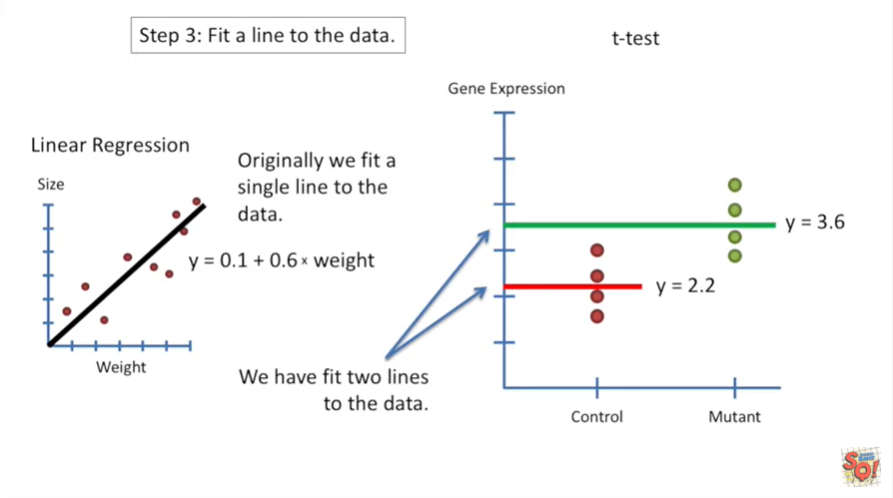 Step 3: Fit a line to the data.
t-test
Gene Expression
Linear Regression
Size
Originally we fit a
single line to the
data.
y = 0.1 + 0.6 × weight
Weight
We have fit two lines
to the data.
y = 3.6
y = 2.2
Control
Mutant
SQ!